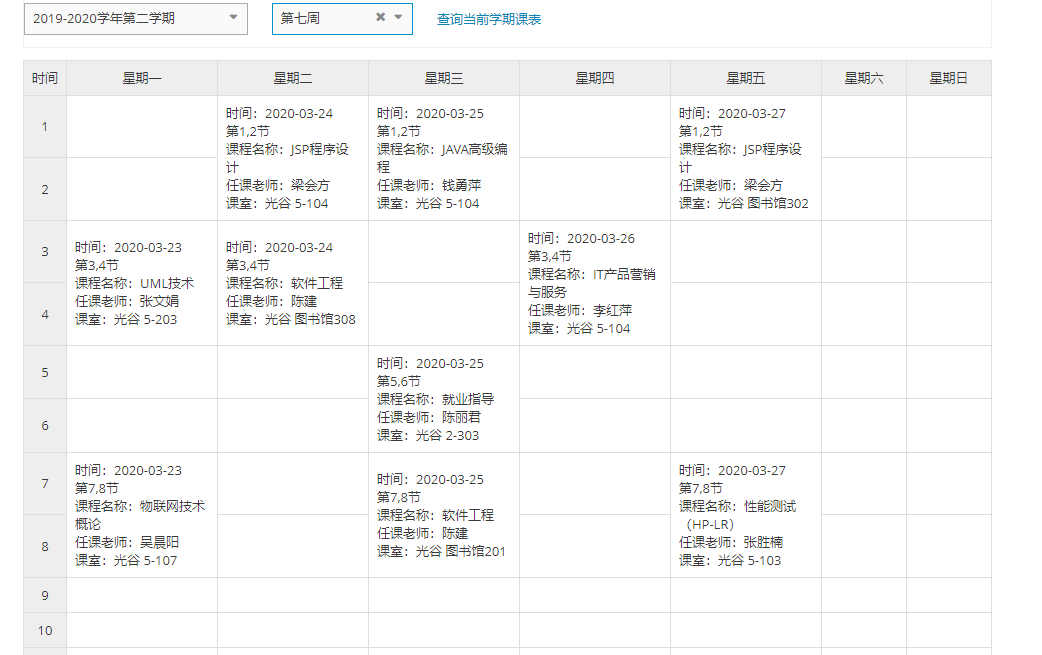 2019-2020学年第二学期 第七周 查询当前学期课表
时间 星期一 星期二 星期三 星期四 星期五 星期六 星期日
1
2
时间：2020-03-24
第1,2节
课程名称：JSP程序设
计
任课老师：梁会方
课室：光谷 5-104
时间：2020-03-25
第1,2节
课程名称：JAVA高级编
程
任课老师：钱勇萍
课室：光谷 5-104
时间：2020-03-27
第1,2节
课程名称：JSP程序设
计
任课老师：梁会方
课室：光谷 图书馆302
3
4
时间：2020-03-23
第3,4节
课程名称：UML技术
任课老师：张文娟
课室：光谷 5-203
时间：2020-03-24
第3,4节
课程名称：软件工程
任课老师：陈建
课室：光谷 图书馆308
时间：2020-03-26
第3,4节
课程名称：IT产品营销
与服务
任课老师：李红萍
课室：光谷 5-104
5
6
时间：2020-03-25
第5,6节
课程名称：就业指导
任课老师：陈丽君
课室：光谷 2-303
7
8
时间：2020-03-23
第7,8节
课程名称：物联网技术
概论
任课老师：吴晨阳
课室：光谷 5-107
时间：2020-03-25
第7,8节
课程名称：软件工程
任课老师：陈建
课室：光谷 图书馆201
时间：2020-03-27
第7,8节
课程名称：性能测试
（HP-LR）
任课老师：张胜楠
课室：光谷 5-103
9
10